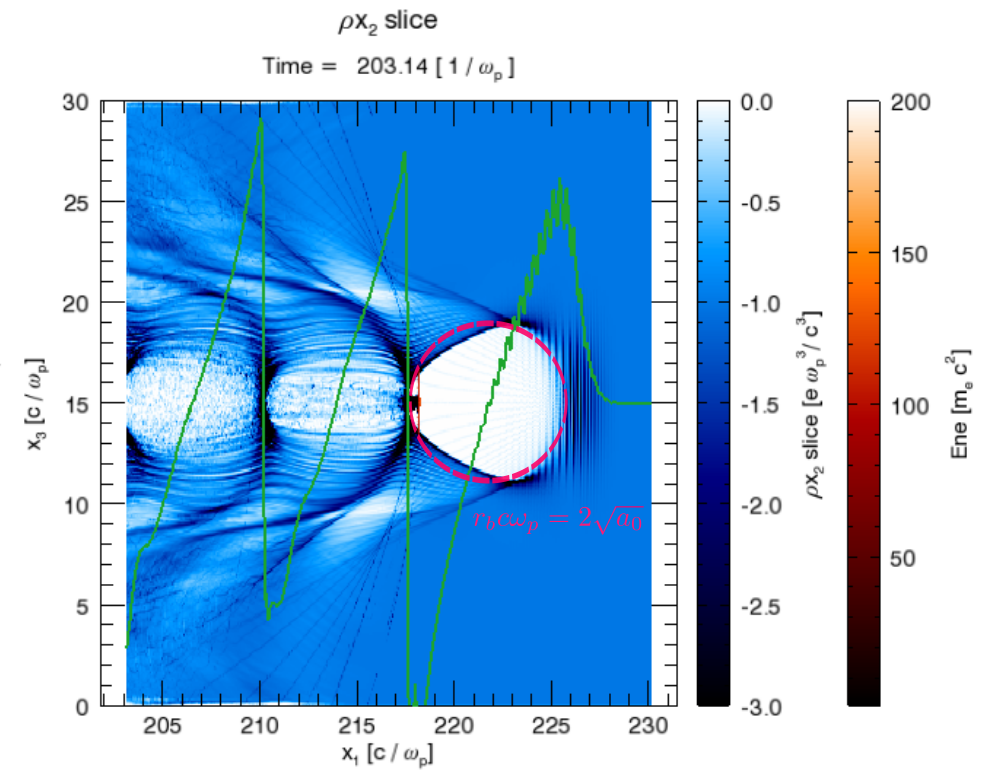 ρx₂ slice
Time = 203.14 [ 1 / ωₚ ]
30
25
20
15
10
5
0
x₃ [c / ωₚ]
205 210 215 220 225 230
x₁ [c / ωₚ]
r_b c ω_p = 2√a₀
0.0
-0.5
-1.0
-1.5
-2.0
-2.5
-3.0
ρx₂ slice [e ωₚ³/ c³]
200
150
100
50
Ene [mₑ c²]